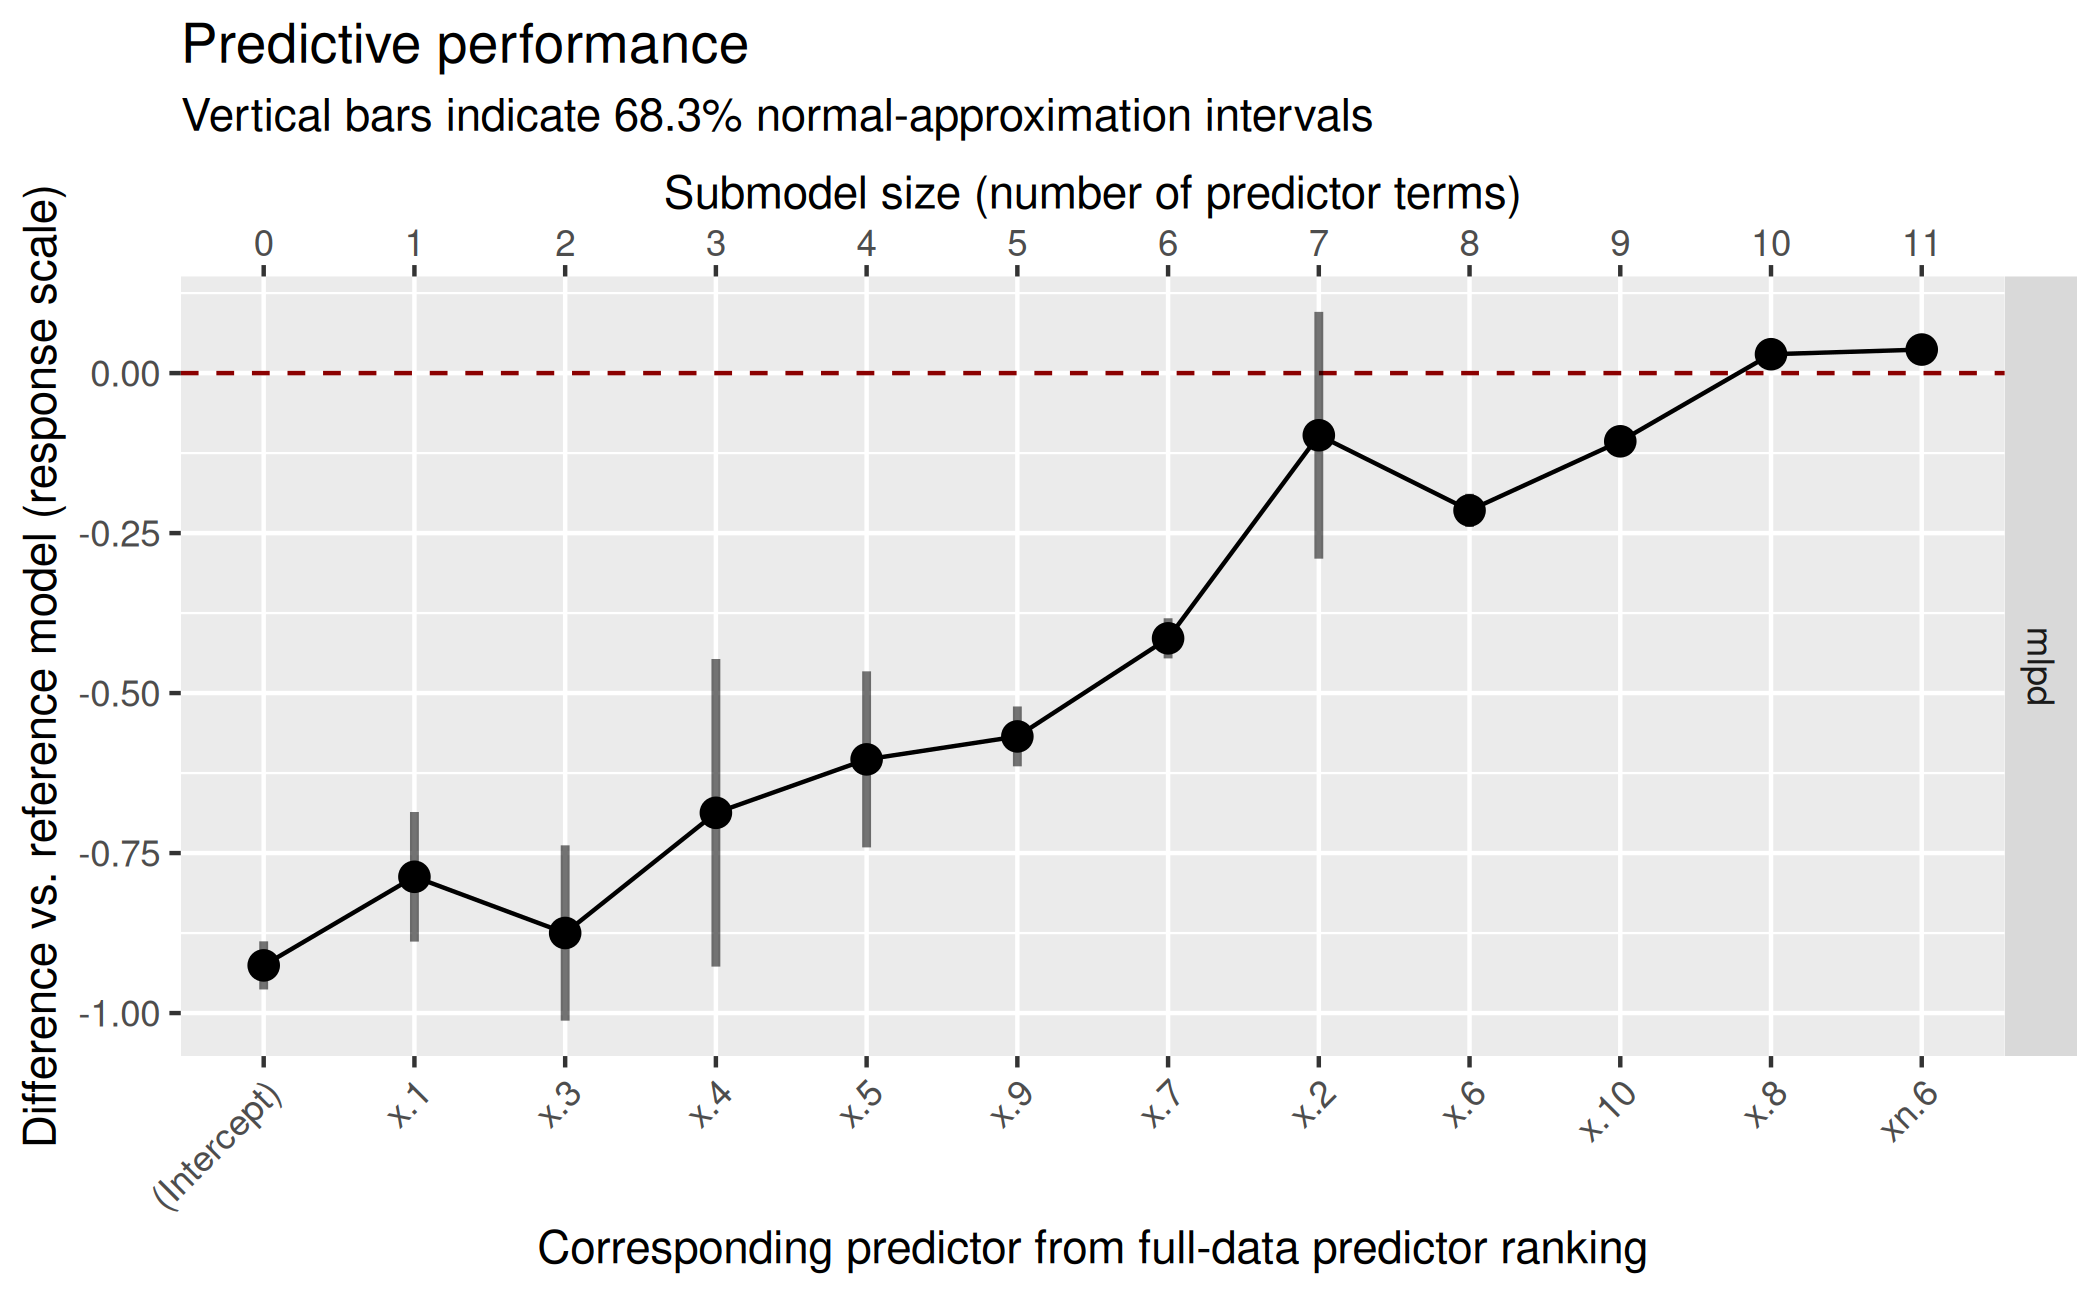 Predictive performance
Vertical bars indicate 68.3% normal-approximation intervals
Submodel size (number of predictor terms)
0 1 2 3 4 5 6 7 8 9 10 11
Difference vs. reference model (response scale)
0.00
-0.25
-0.50
-0.75
-1.00
mlpd
(Intercept) x.1 x.3 x.4 x.5 x.9 x.7 x.2 x.6 x.10 x.8 xn.6
Corresponding predictor from full-data predictor ranking